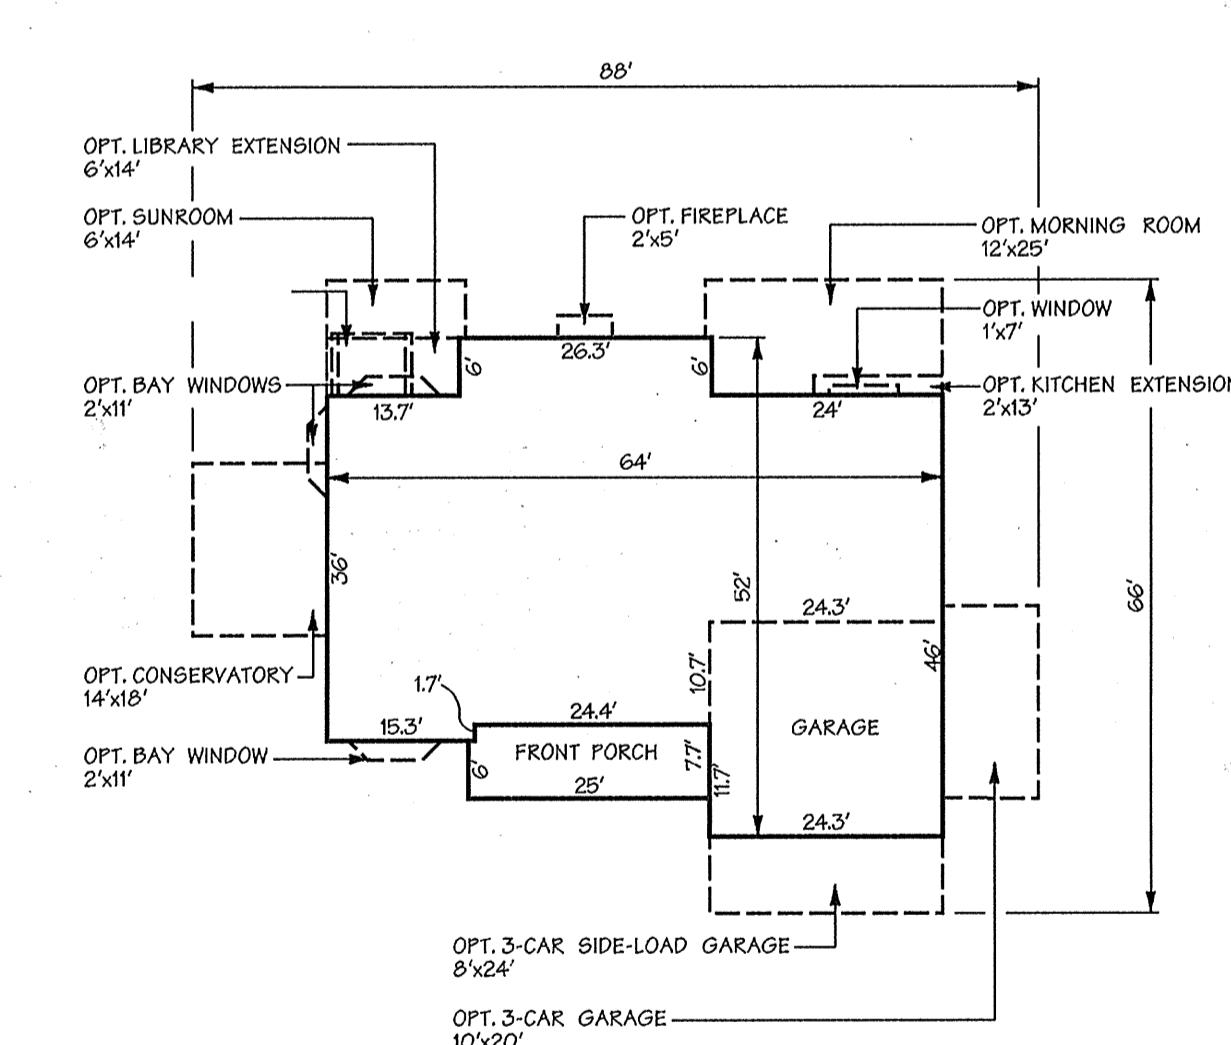 88'
OPT. LIBRARY EXTENSION
6'x14'
OPT. SUNROOM
6'x14'
OPT. FIREPLACE
2'x5'
OPT. MORNING ROOM
12'x25'
OPT. WINDOW
1'x7'
26.3'
6'
6'
OPT. BAY WINDOWS
2'x11'
13.7'
24'
OPT. KITCHEN EXTENSION
2'x13'
64'
36'
52'
66'
24.3'
46'
10.7'
OPT. CONSERVATORY
14'x18'
1.7'
15.3'
24.4'
GARAGE
FRONT PORCH
7.7'
OPT. BAY WINDOW
2'x11'
6'
25'
11.7'
24.3'
OPT. 3-CAR SIDE-LOAD GARAGE
8'x24'
OPT. 3-CAR GARAGE
10'x20'